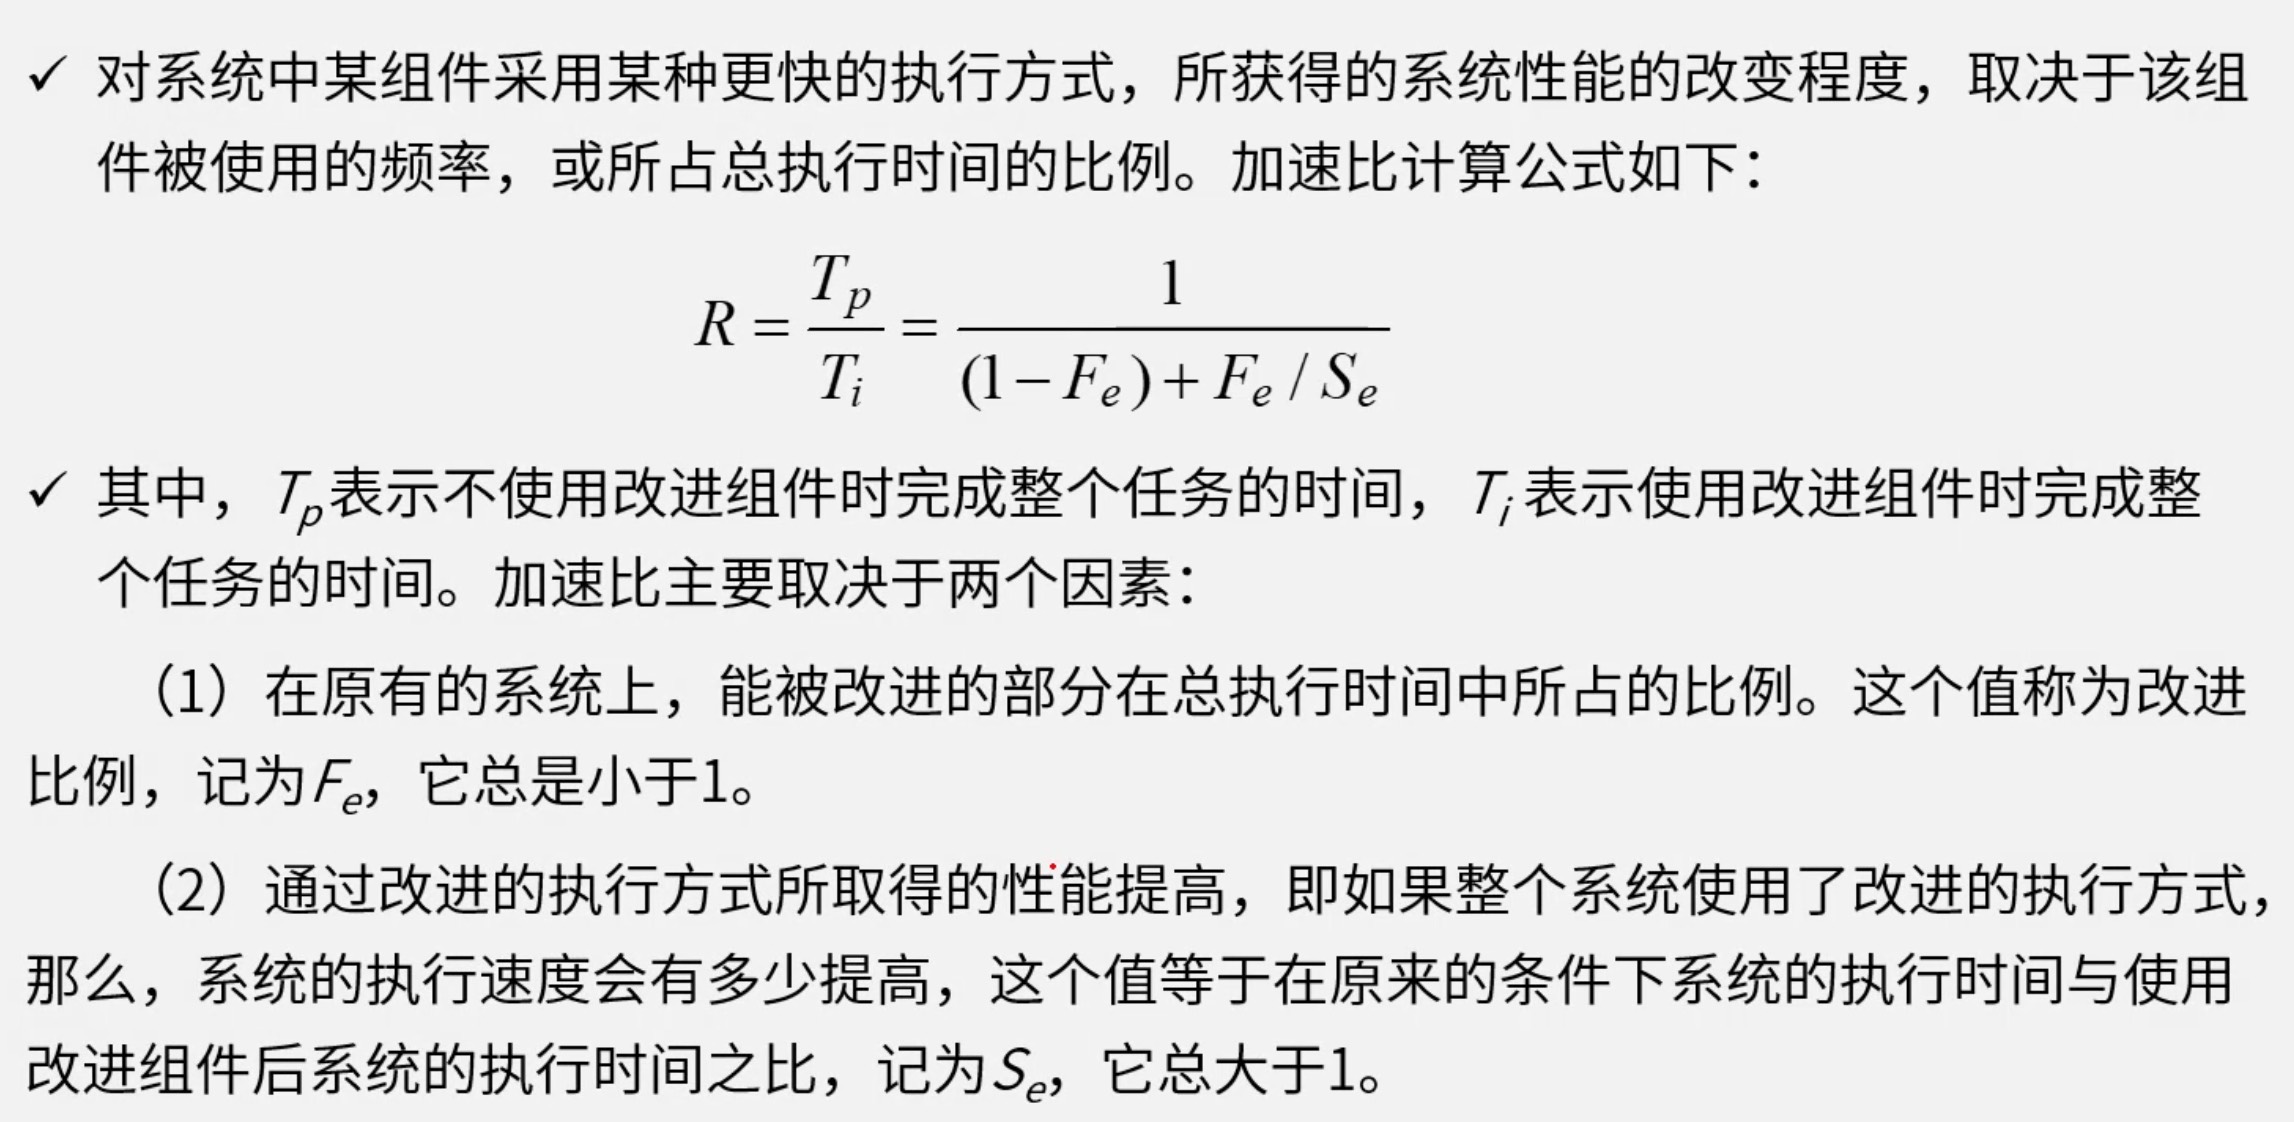 ✓ 对系统中某组件采用某种更快的执行方式，所获得的系统性能的改变程度，取决于该组
件被使用的频率，或所占总执行时间的比例。加速比计算公式如下：
R = T_p / T_i = 1 / ((1 − F_e) + F_e / S_e)
✓ 其中，T_p表示不使用改进组件时完成整个任务的时间，T_i表示使用改进组件时完成整
个任务的时间。加速比主要取决于两个因素：
（1）在原有的系统上，能被改进的部分在总执行时间中所占的比例。这个值称为改进
比例，记为F_e，它总是小于1。
（2）通过改进的执行方式所取得的性能提高，即如果整个系统使用了改进的执行方式，
那么，系统的执行速度会有多少提高，这个值等于在原来的条件下系统的执行时间与使用
改进组件后系统的执行时间之比，记为S_e，它总大于1。